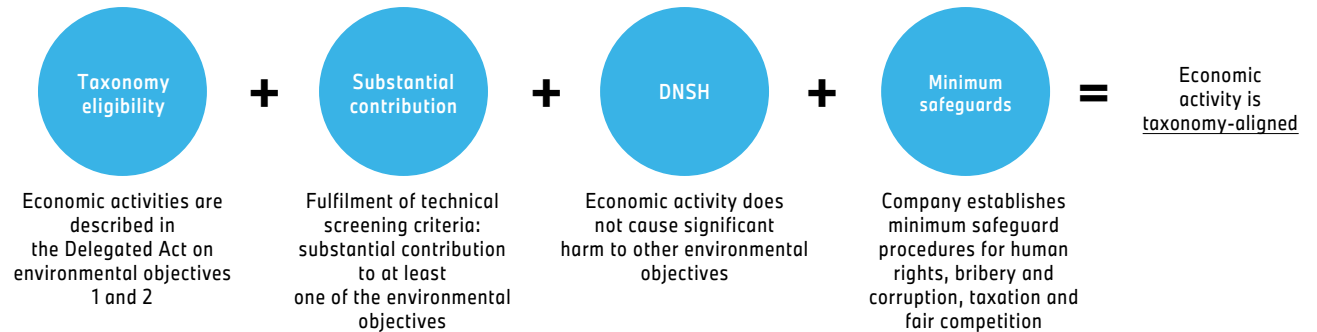 Taxonomy
eligibility
+
Substantial
contribution
+
DNSH
+
Minimum
safeguards
=
Economic
activity is
taxonomy-aligned
Economic activities are
described in
the Delegated Act on
environmental objectives
1 and 2
Fulfilment of technical
screening criteria:
substantial contribution
to at least
one of the environmental
objectives
Economic activity does
not cause significant
harm to other environmental
objectives
Company establishes
minimum safeguard
procedures for human
rights, bribery and
corruption, taxation and
fair competition